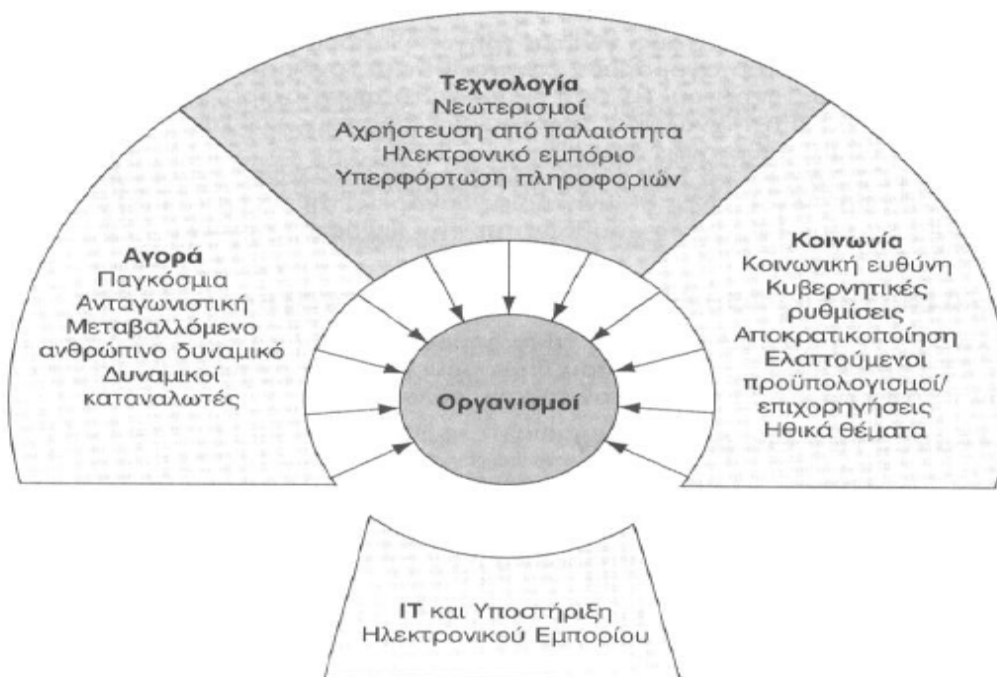 Τεχνολογία
Νεωτερισμοί
Αχρήστευση από παλαιότητα
Ηλεκτρονικό εμπόριο
Υπερφόρτωση πληροφοριών
Αγορά
Παγκόσμια
Ανταγωνιστική
Μεταβαλλόμενο
ανθρώπινο δυναμικό
Δυναμικοί
καταναλωτές
Κοινωνία
Κοινωνική ευθύνη
Κυβερνητικές
ρυθμίσεις
Αποκρατικοποίηση
Ελαττούμενοι
προϋπολογισμοί/
επιχορηγήσεις
Ηθικά θέματα
Οργανισμοί
IT και Υποστήριξη
Ηλεκτρονικού Εμπορίου